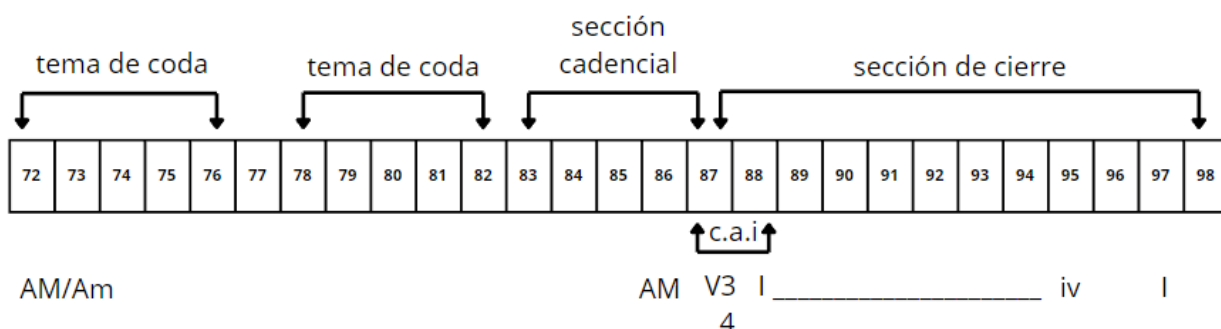 sección
cadencial
tema de coda
tema de coda
sección de cierre
72 73 74 75 76 77 78 79 80 81 82 83 84 85 86 87 88 89 90 91 92 93 94 95 96 97 98
c.a.i
AM/Am AM V3 I ______________________ iv I
4